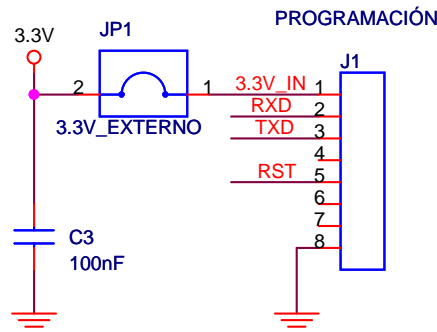 PROGRAMACIÓN
3.3V
JP1
J1
2
1
3.3V_IN
1
RXD
2
3.3V_EXTERNO
TXD
3
4
RST
5
6
7
8
C3
100nF